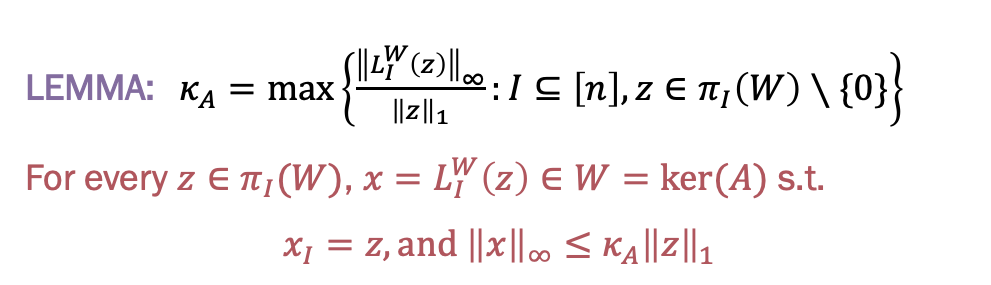 LEMMA: κ_A = max { ‖L_I^W(z)‖_∞ / ‖z‖_1 : I ⊆ [n], z ∈ π_I(W) \ {0} }
For every z ∈ π_I(W), x = L_I^W(z) ∈ W = ker(A) s.t.
x_I = z, and ‖x‖_∞ ≤ κ_A‖z‖_1